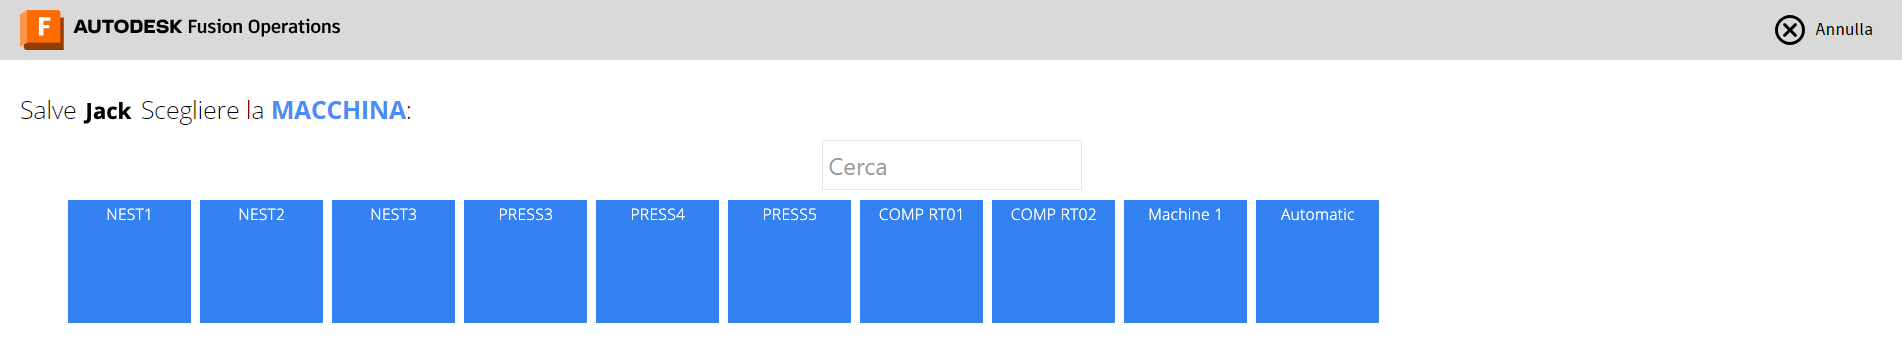 F AUTODESK Fusion Operations
Annulla
Salve Jack Scegliere la MACCHINA:
Cerca
NEST1 NEST2 NEST3 PRESS3 PRESS4 PRESS5 COMP RT01 COMP RT02 Machine 1 Automatic